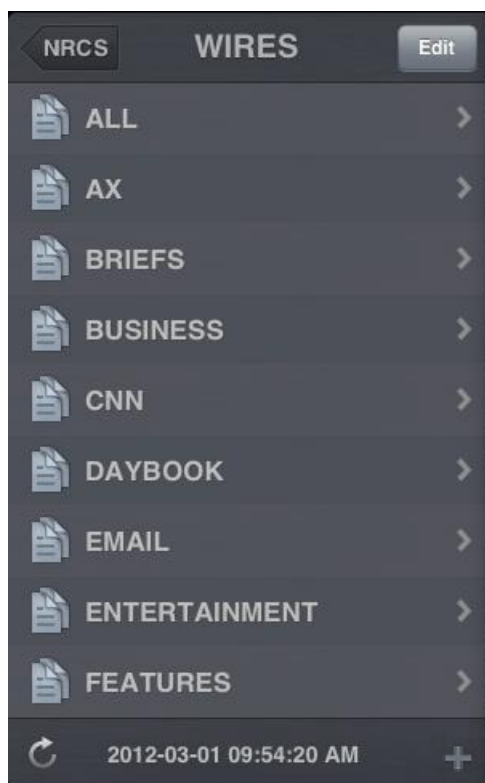 NRCS WIRES Edit
ALL
AX
BRIEFS
BUSINESS
CNN
DAYBOOK
EMAIL
ENTERTAINMENT
FEATURES
2012-03-01 09:54:20 AM